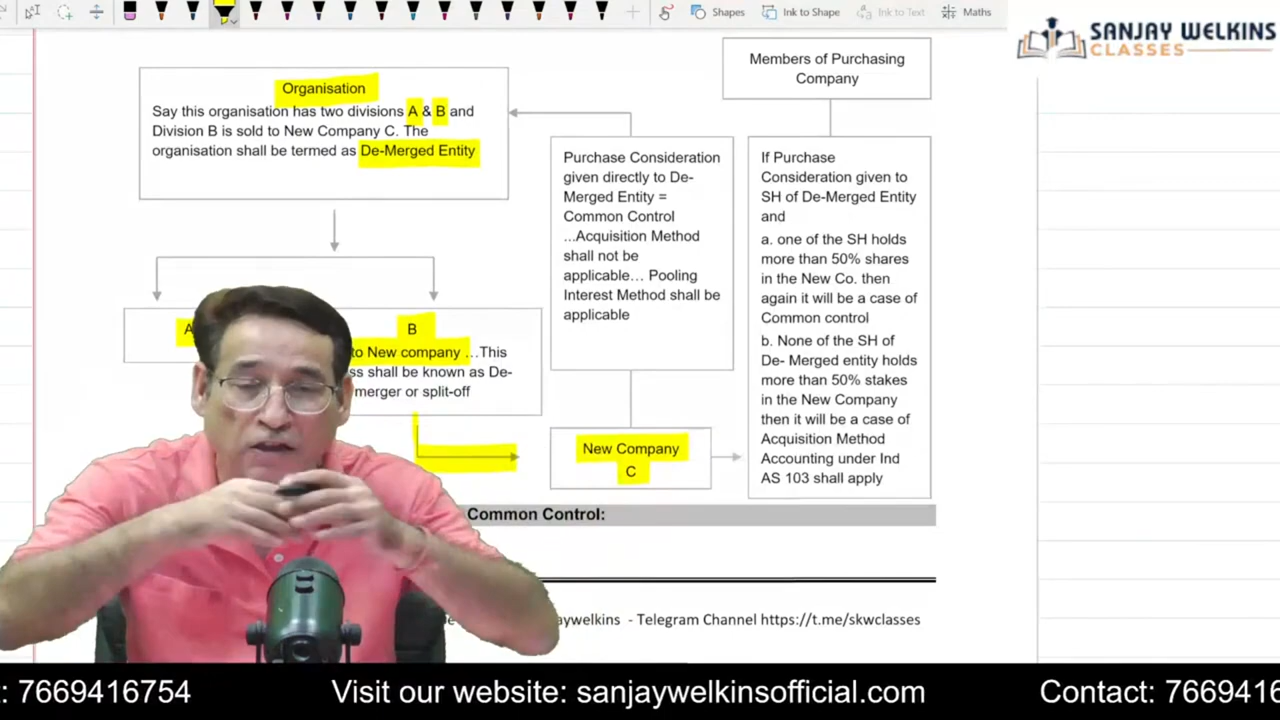 Shapes
Ink to Shape
Ink to Text
Maths
SANJAY WELKINS
CLASSES
Organisation
Say this organisation has two divisions A & B and
Division B is sold to New Company C. The
organisation shall be termed as De-Merged Entity
Members of Purchasing
Company
Purchase Consideration
given directly to De-
Merged Entity =
Common Control
...Acquisition Method
shall not be
applicable... Pooling
Interest Method shall be
applicable
If Purchase
Consideration given to
SH of De-Merged Entity
and
a. one of the SH holds
more than 50% shares
in the New Co. then
again it will be a case of
Common control
b. None of the SH of
De- Merged entity holds
more than 50% stakes
in the New Company
then it will be a case of
Acquisition Method
Accounting under Ind
AS 103 shall apply
A
B
to New company ...This
ss shall be known as De-
merger or split-off
New Company
C
Common Control:
aywelkins - Telegram Channel https://t.me/skwclasses
: 7669416754 Visit our website: sanjaywelkinsofficial.com Contact: 7669416